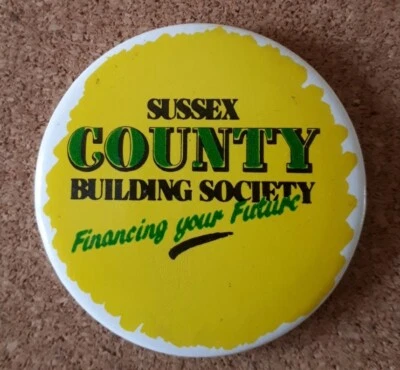 SUSSEX
COUNTY
BUILDING SOCIETY
Financing your Future